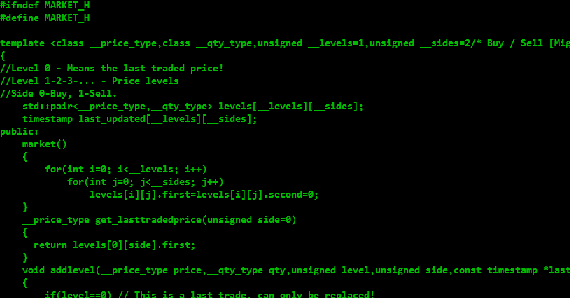 #ifndef MARKET_H
#define MARKET_H
template <class __price_type,class __qty_type,unsigned __levels=1,unsigned __sides=2/* Buy / Sell [Mig
{
//Level 0 - Means the last traded price!
//Level 1-2-3-... - Price levels
//Side 0-Buy, 1-Sell.
std::pair<__price_type,__qty_type> levels[__levels][__sides];
timestamp last_updated[__levels][__sides];
public:
market()
{
for(int i=0; i<__levels; i++)
for(int j=0; j<__sides; j++)
levels[i][j].first=levels[i][j].second=0;
}
__price_type get_lasttradedprice(unsigned side=0)
{
return levels[0][side].first;
}
void addlevel(__price_type price,__qty_type qty,unsigned level,unsigned side,const timestamp *last
{
if(level==0) // This is a last trade, can only be replaced!